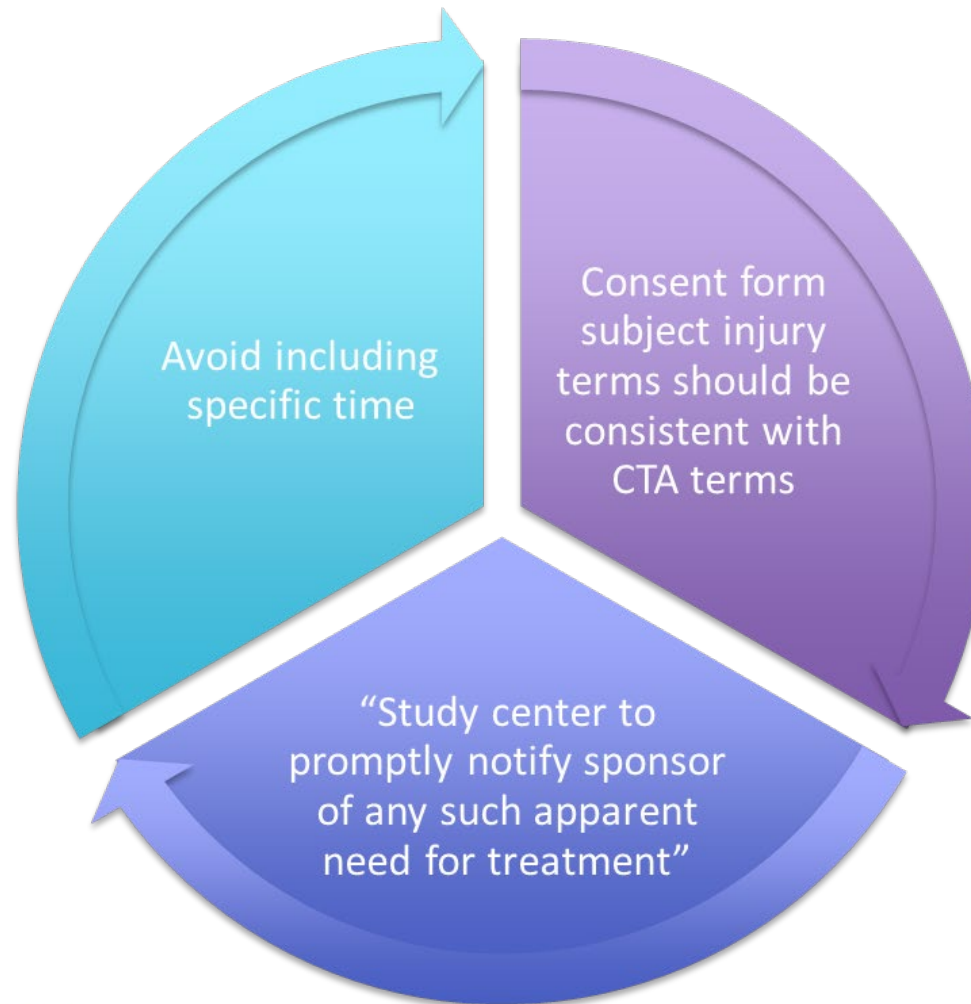 Consent form
subject injury
terms should be
consistent with
CTA terms
“Study center to
promptly notify sponsor
of any such apparent
need for treatment”
Avoid including
specific time